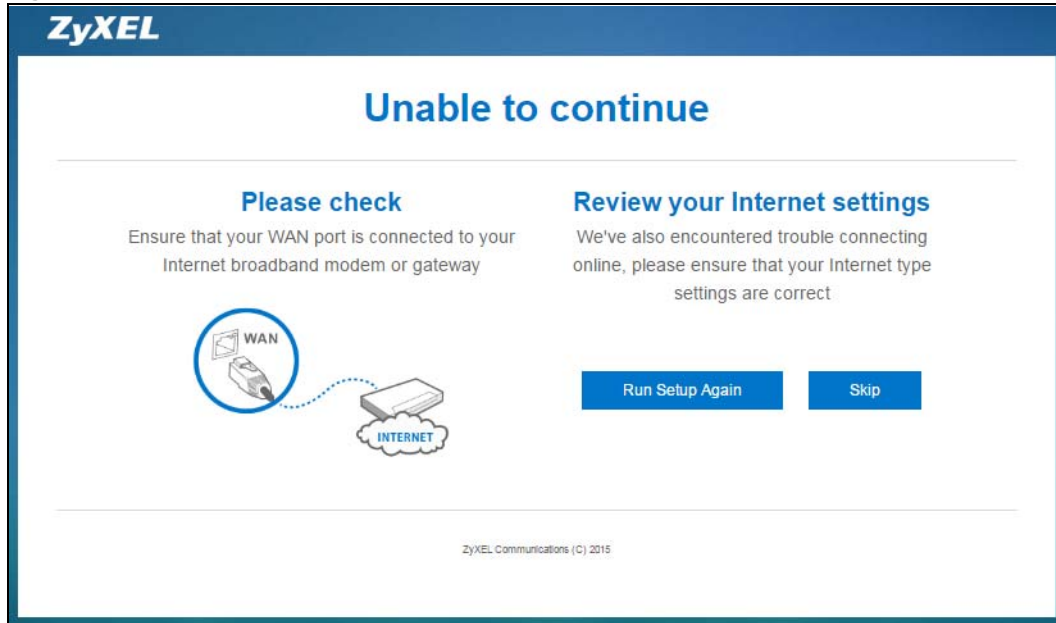 ZyXEL
Unable to continue
Please check
Ensure that your WAN port is connected to your
Internet broadband modem or gateway
WAN
INTERNET
Review your Internet settings
We've also encountered trouble connecting
online, please ensure that your Internet type
settings are correct
Run Setup Again
Skip
ZyXEL Communications (C) 2015